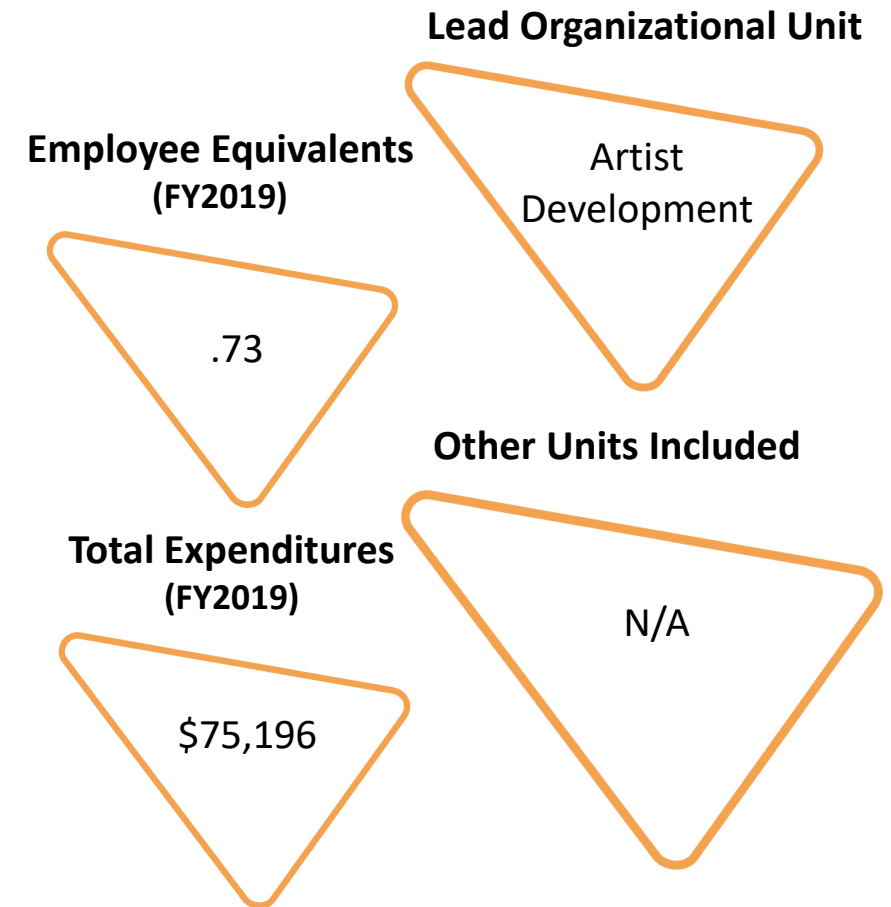 Lead Organizational Unit
Artist
Development
Employee Equivalents
(FY2019)
.73
Other Units Included
N/A
Total Expenditures
(FY2019)
$75,196